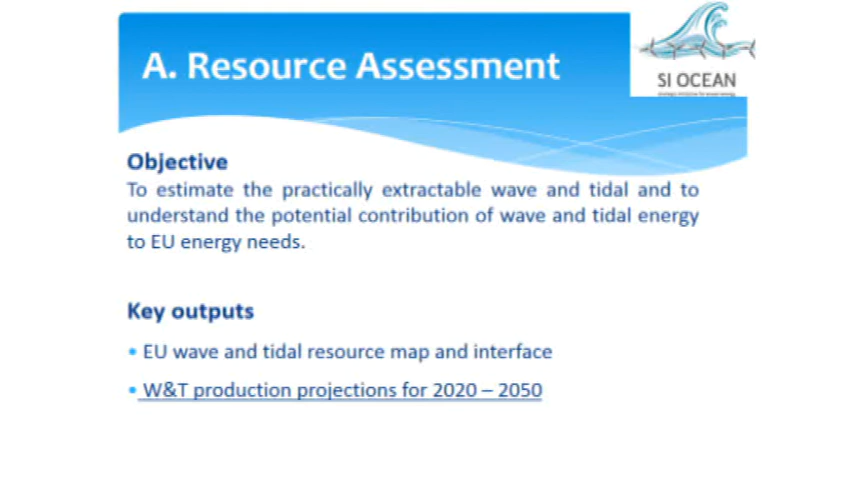 A. Resource Assessment
SI OCEAN
Objective
To estimate the practically extractable wave and tidal and to
understand the potential contribution of wave and tidal energy
to EU energy needs.
Key outputs
• EU wave and tidal resource map and interface
• W&T production projections for 2020 – 2050